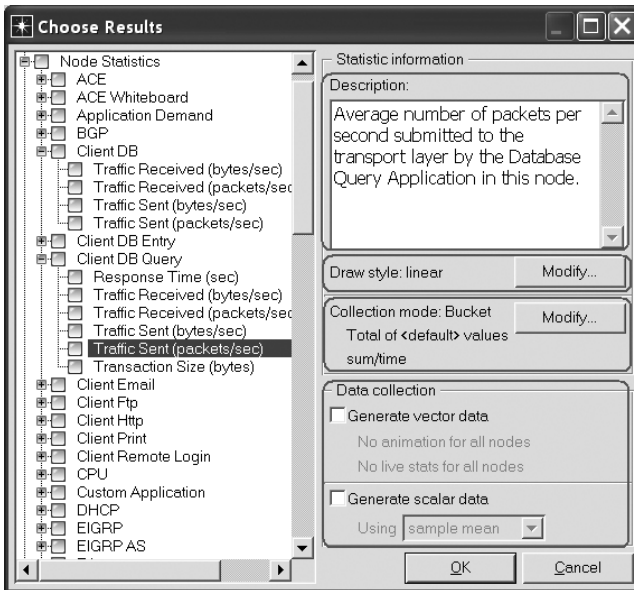 Choose Results
Node Statistics
ACE
ACE Whiteboard
Application Demand
BGP
Client DB
Traffic Received (bytes/sec)
Traffic Received (packets/sec
Traffic Sent (bytes/sec)
Traffic Sent (packets/sec)
Client DB Entry
Client DB Query
Response Time (sec)
Traffic Received (bytes/sec)
Traffic Received (packets/sec
Traffic Sent (bytes/sec)
Traffic Sent (packets/sec)
Transaction Size (bytes)
Client Email
Client Ftp
Client Http
Client Print
Client Remote Login
CPU
Custom Application
DHCP
EIGRP
EIGRP AS
Statistic information
Description:
Average number of packets per
second submitted to the
transport layer by the Database
Query Application in this node.
Draw style: linear
Modify...
Collection mode: Bucket
Modify...
Total of <default> values
sum/time
Data collection
Generate vector data
No animation for all nodes
No live stats for all nodes
Generate scalar data
Using sample mean
OK
Cancel